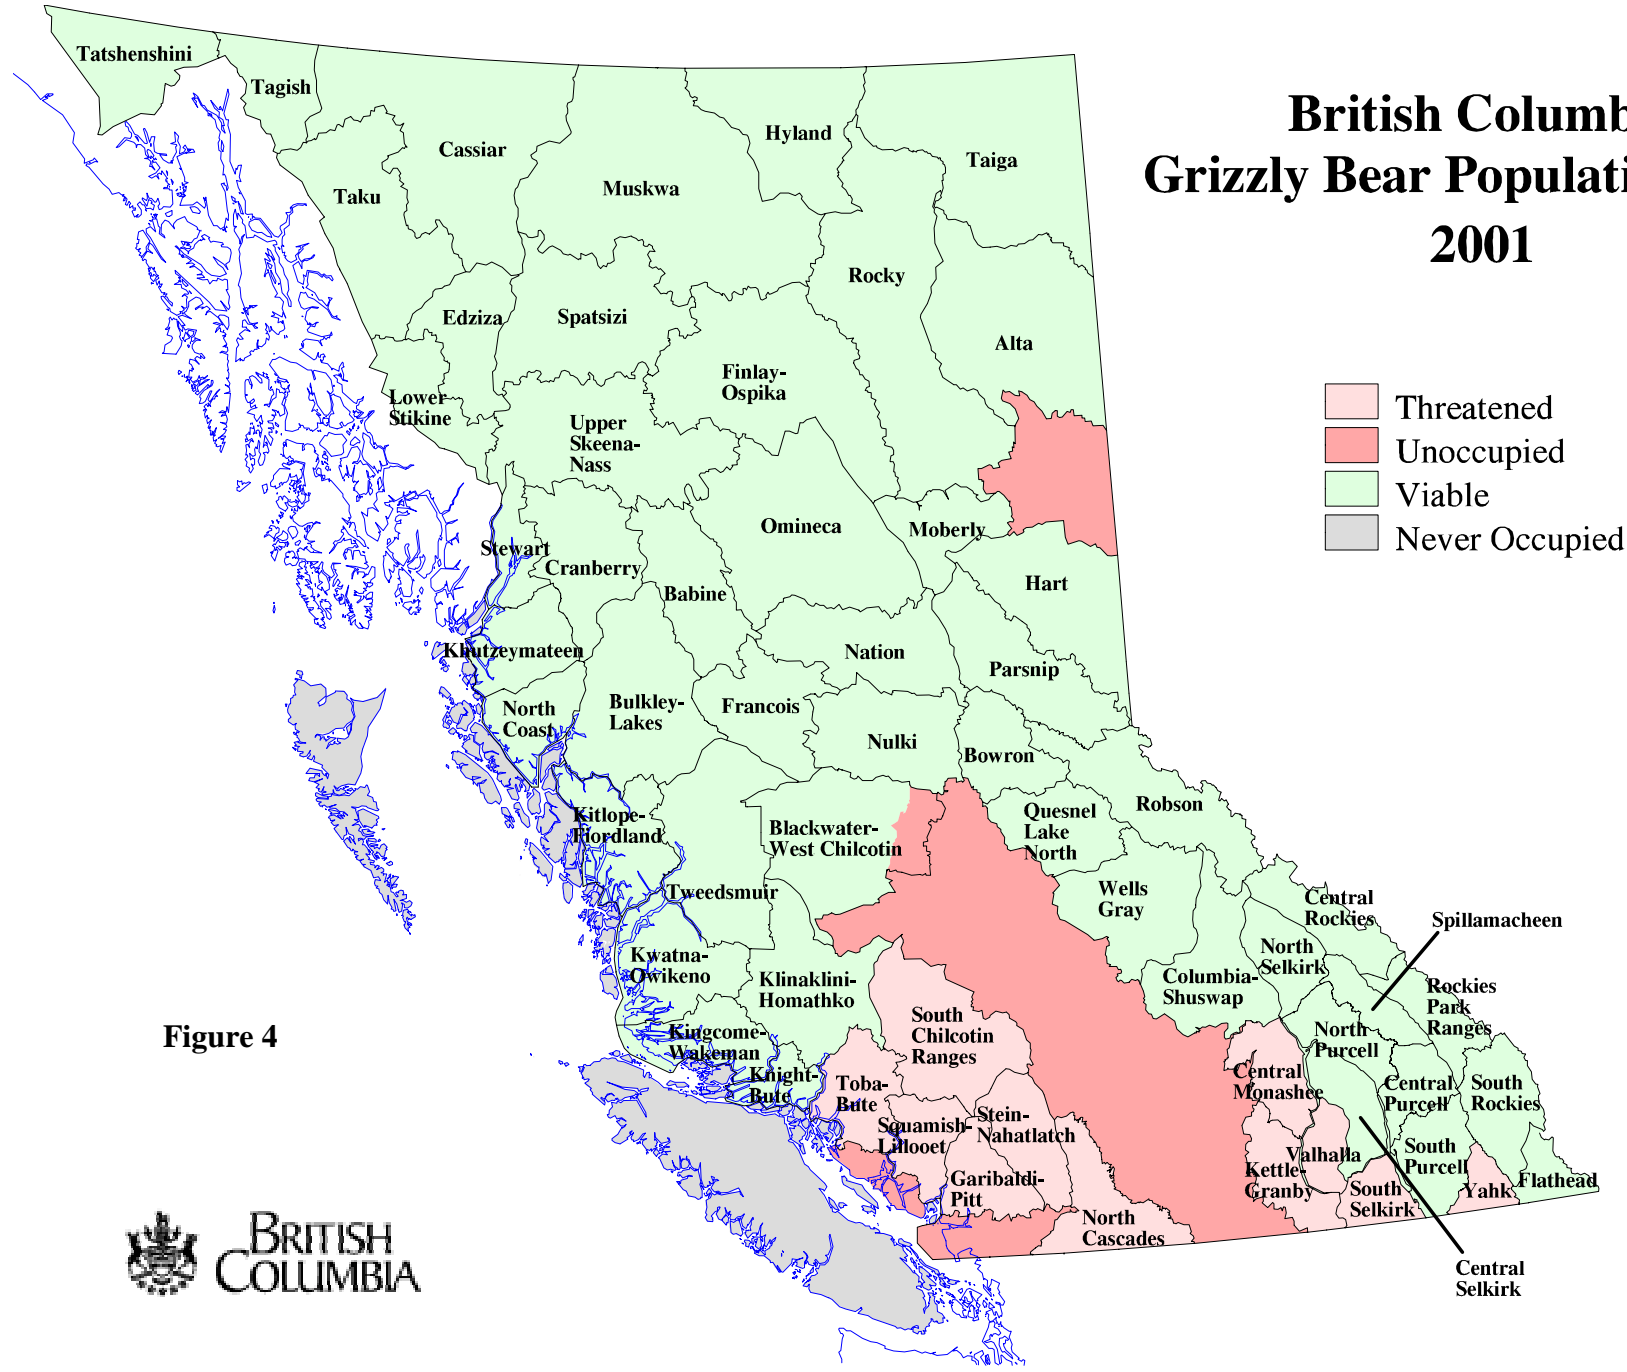 British Columb
Grizzly Bear Populati
2001
Threatened
Unoccupied
Viable
Never Occupied
Tatshenshini
Tagish
Cassiar
Hyland
Taiga
Taku
Muskwa
Rocky
Edziza
Spatsizi
Alta
Finlay-
Ospika
Lower
Stikine
Upper
Skeena-
Nass
Omineca
Moberly
Stewart
Cranberry
Babine
Hart
Khutzeymateen
Nation
Parsnip
North
Coast
Bulkley-
Lakes
Francois
Nulki
Bowron
Kitlope-
Fiordland
Blackwater-
West Chilcotin
Quesnel
Lake
North
Robson
Tweedsmuir
Wells
Gray
Central
Rockies
Spillamacheen
Kwatna-
Owikeno
Klinaklini-
Homathko
Columbia-
Shuswap
North
Selkirk
Rockies
Park
Ranges
Kingcome-
Wakeman
South
Chilcotin
Ranges
North
Purcell
Knight-
Bute
Toba-
Bute
Central
Monashee
Central
Purcell
South
Rockies
Squamish-
Lillooet
Stein-
Nahatlatch
Valhalla
South
Purcell
Garibaldi-
Pitt
Kettle-
Granby
South
Selkirk
Yahk
Flathead
North
Cascades
Central
Selkirk
Figure 4
BRITISH
COLUMBIA